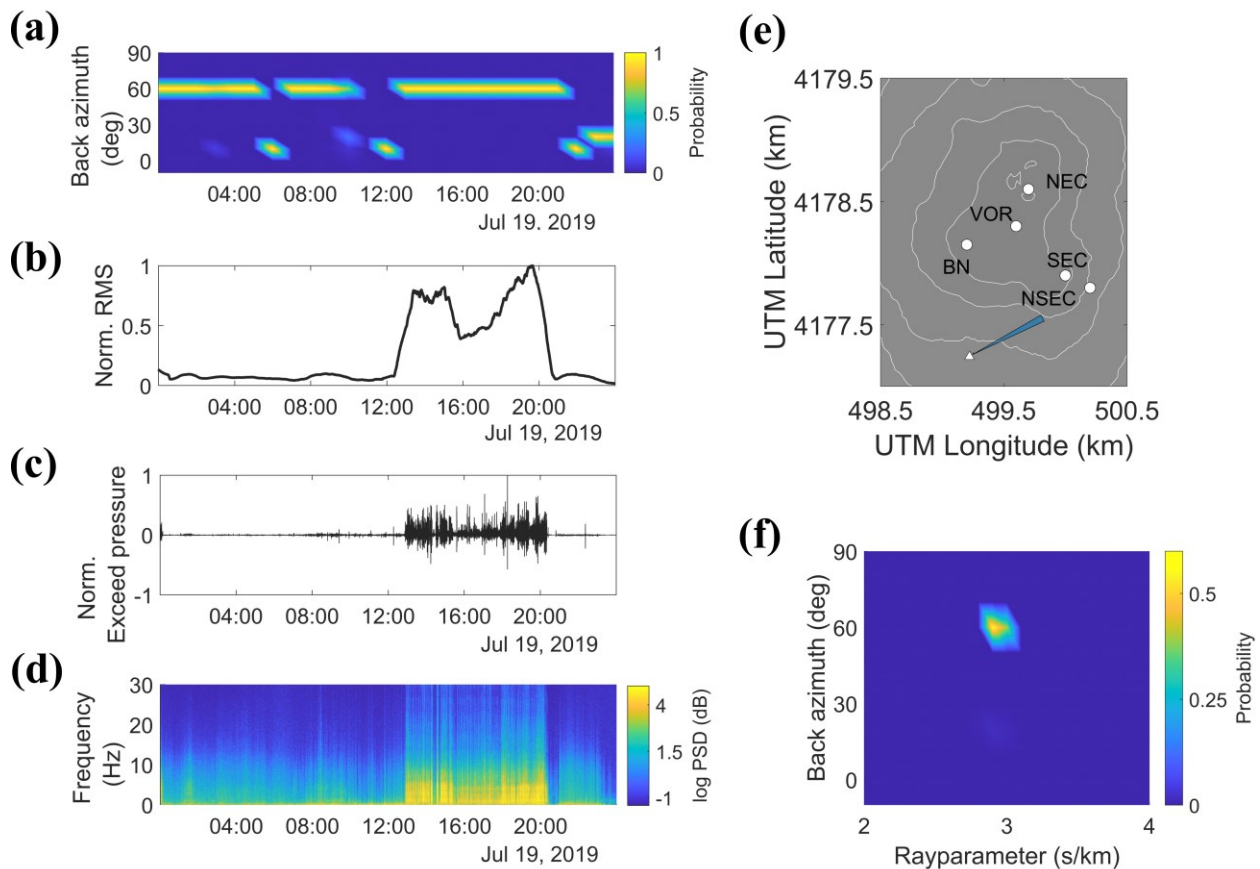 (a)
Back azimuth
(deg)
90
60
30
0
04:00 08:00 12:00 16:00 20:00
Jul 19. 2019
1
0.5
0
Probability
(b)
Norm. RMS
1
0.5
0
04:00 08:00 12:00 16:00 20:00
Jul 19, 2019
(c)
Norm.
Exceed pressure
1
0
-1
04:00 08:00 12:00 16:00 20:00
Jul 19, 2019
(d)
Frequency
(Hz)
30
20
10
0
04:00 08:00 12:00 16:00 20:00
Jul 19, 2019
4
1.5
-1
log PSD (dB)
(e)
UTM Latitude (km)
4179.5
4178.5
4177.5
NEC
VOR
BN
SEC
NSEC
498.5 499.5 500.5
UTM Longitude (km)
(f)
Back azimuth (deg)
90
60
30
0
2 3 4
Rayparameter (s/km)
0.5
0.25
0
Probability